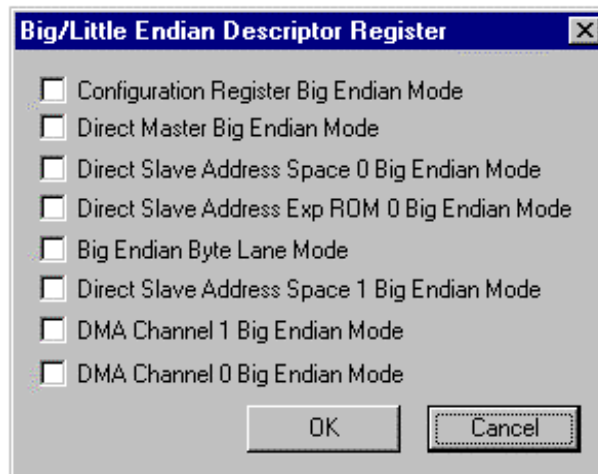 Big/Little Endian Descriptor Register
Configuration Register Big Endian Mode
Direct Master Big Endian Mode
Direct Slave Address Space 0 Big Endian Mode
Direct Slave Address Exp ROM 0 Big Endian Mode
Big Endian Byte Lane Mode
Direct Slave Address Space 1 Big Endian Mode
DMA Channel 1 Big Endian Mode
DMA Channel 0 Big Endian Mode
OK Cancel